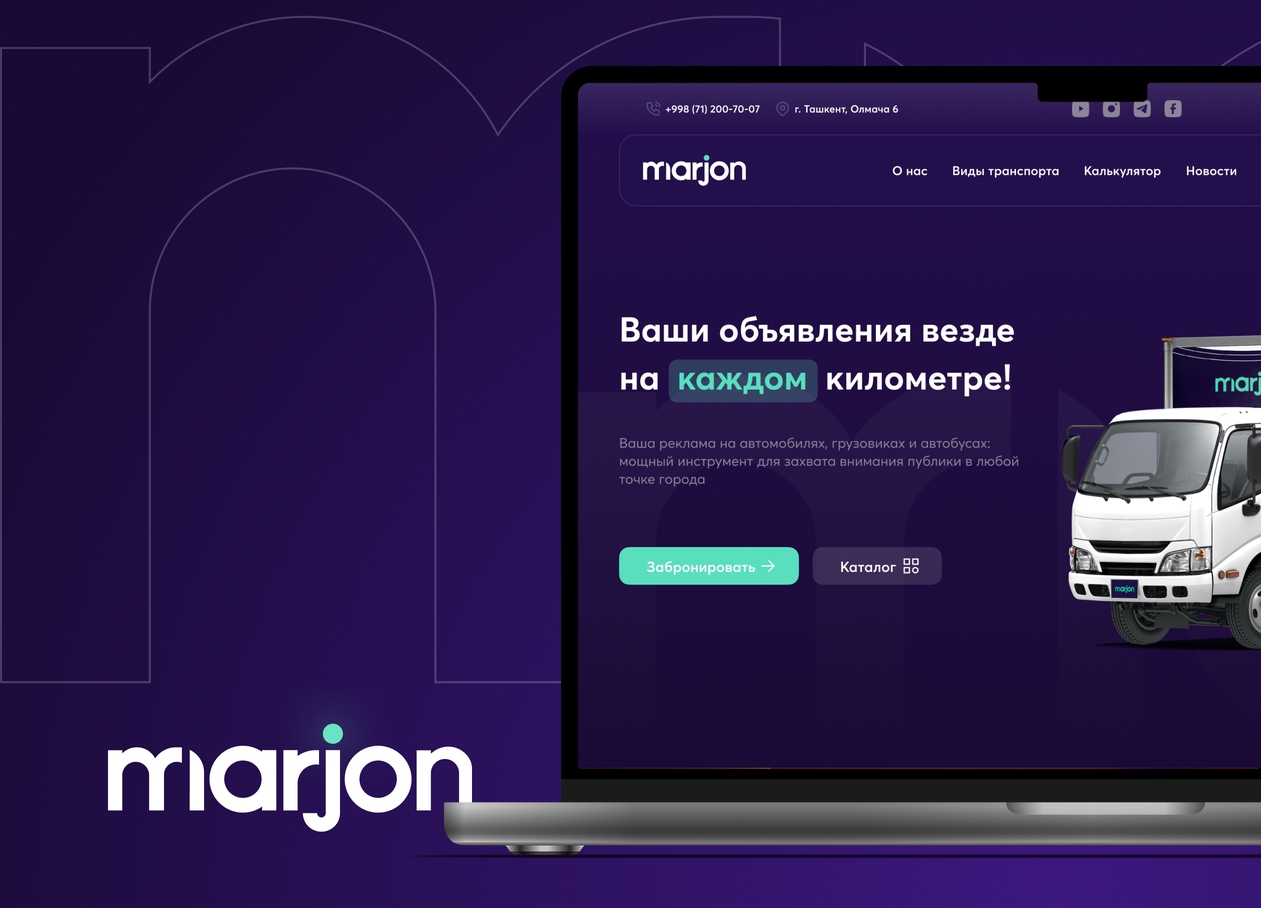 +998 (71) 200-70-07 г. Ташкент, Олмача 6
marjon О нас Виды транспорта Калькулятор Новости
Ваши объявления везде
на каждом километре!
marj
Ваша реклама на автомобилях, грузовиках и автобусах:
мощный инструмент для захвата внимания публики в любой
точке города
Забронировать Каталог
marjon
marjon